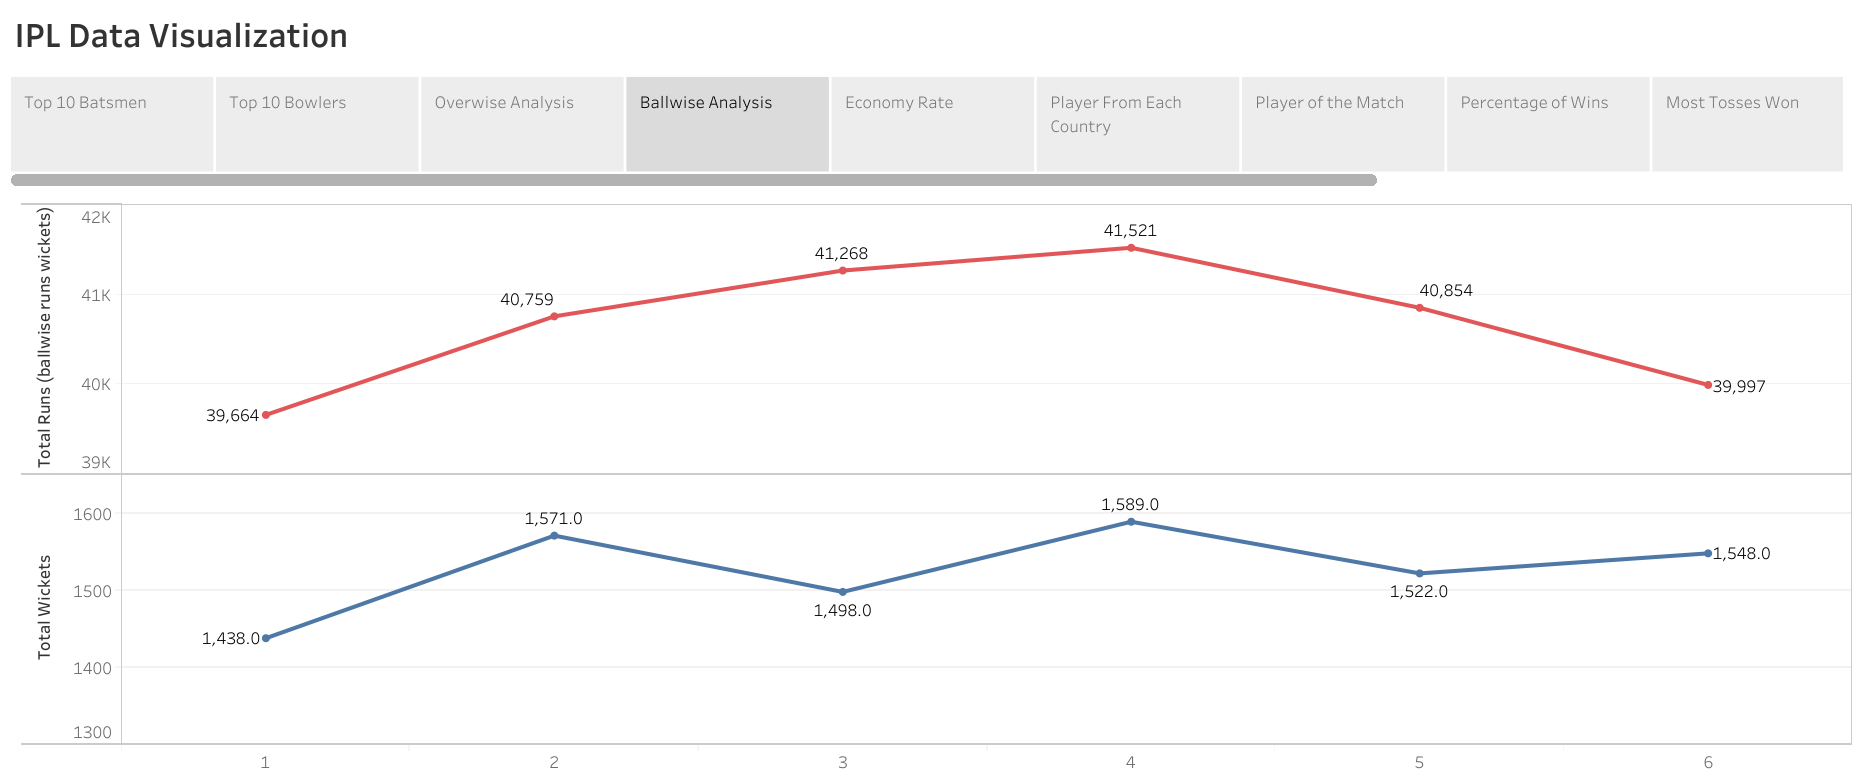 IPL Data Visualization
Top 10 Batsmen
Top 10 Bowlers
Overwise Analysis
Ballwise Analysis
Economy Rate
Player From Each
Country
Player of the Match
Percentage of Wins
Most Tosses Won
Total Runs (ballwise runs wickets)
42K
41K
40K
39K
39,664
40,759
41,268
41,521
40,854
39,997
Total Wickets
1600
1500
1400
1300
1,438.0
1,571.0
1,498.0
1,589.0
1,522.0
1,548.0
1
2
3
4
5
6